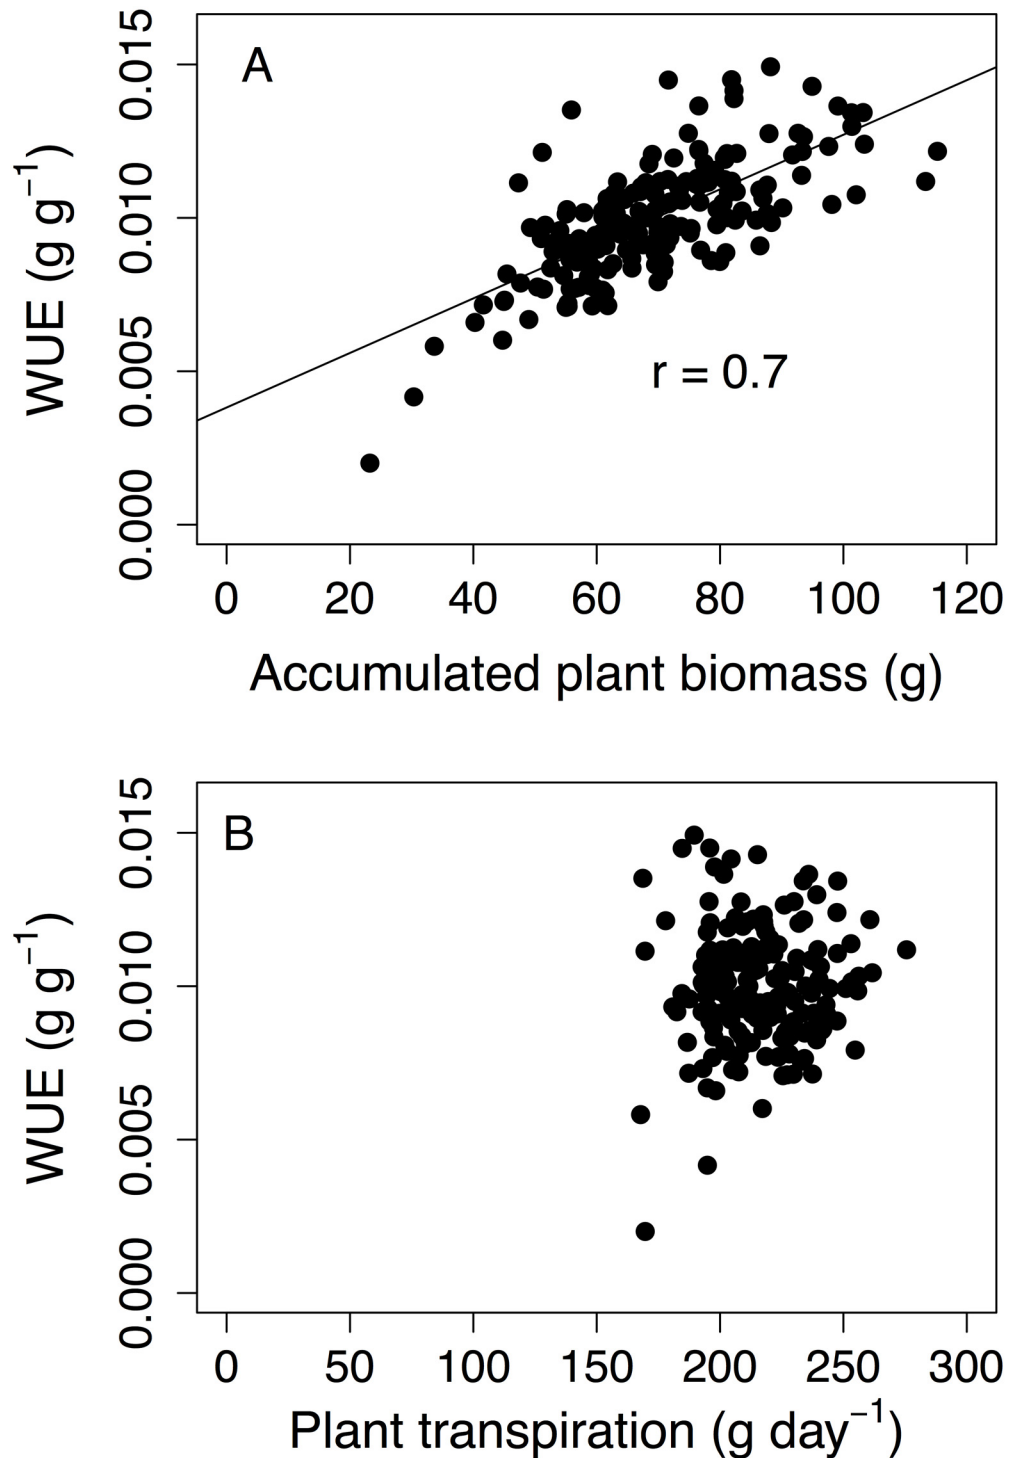 A
WUE (g g⁻¹)
0.015
0.010
0.005
0.000
r = 0.7
0 20 40 60 80 100 120
Accumulated plant biomass (g)
B
WUE (g g⁻¹)
0.015
0.010
0.005
0.000
0 50 100 150 200 250 300
Plant transpiration (g day⁻¹)